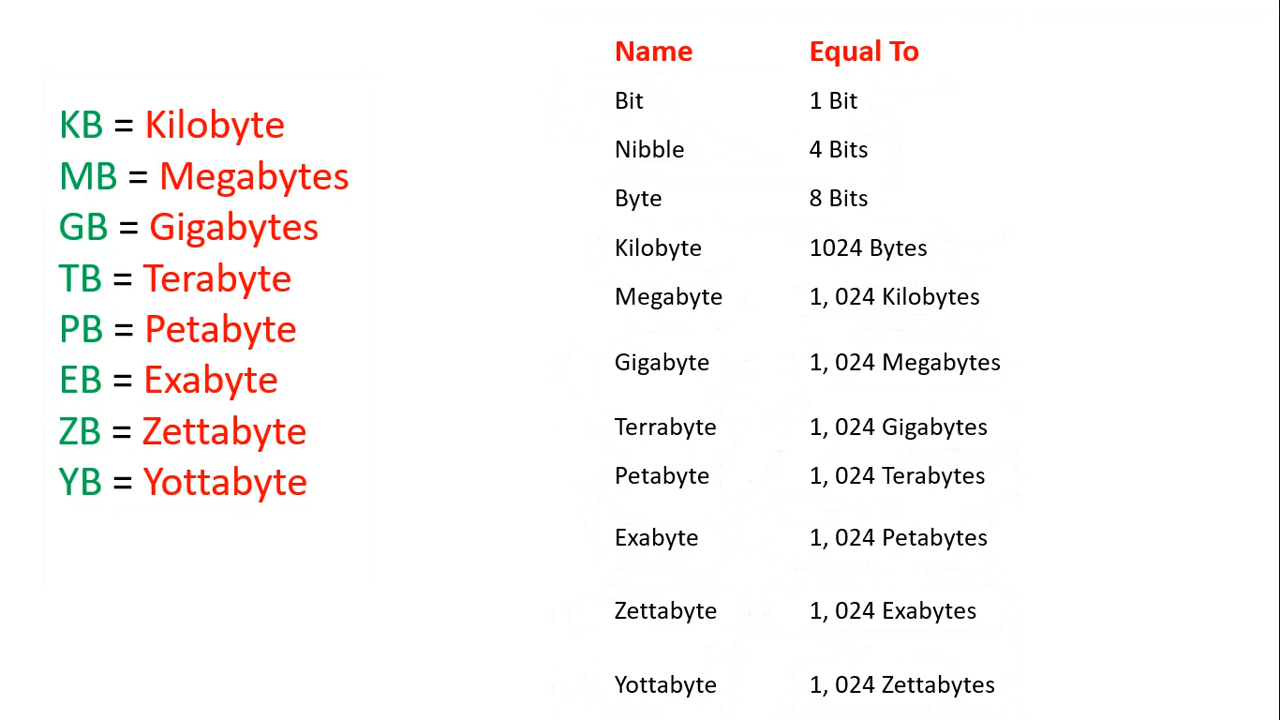 KB = Kilobyte
MB = Megabytes
GB = Gigabytes
TB = Terabyte
PB = Petabyte
EB = Exabyte
ZB = Zettabyte
YB = Yottabyte
Name Equal To
Bit 1 Bit
Nibble 4 Bits
Byte 8 Bits
Kilobyte 1024 Bytes
Megabyte 1, 024 Kilobytes
Gigabyte 1, 024 Megabytes
Terrabyte 1, 024 Gigabytes
Petabyte 1, 024 Terabytes
Exabyte 1, 024 Petabytes
Zettabyte 1, 024 Exabytes
Yottabyte 1, 024 Zettabytes